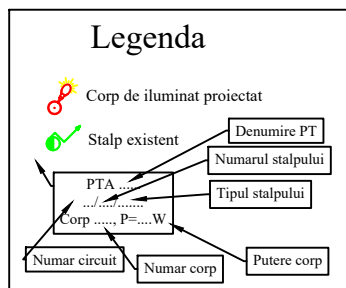 Legenda
Corp de iluminat proiectat
Stalp existent
Denumire PT
Numarul stalpului
Tipul stalpului
PTA .....
.../..../.......
Corp ....., P=....W
Numar circuit
Numar corp
Putere corp